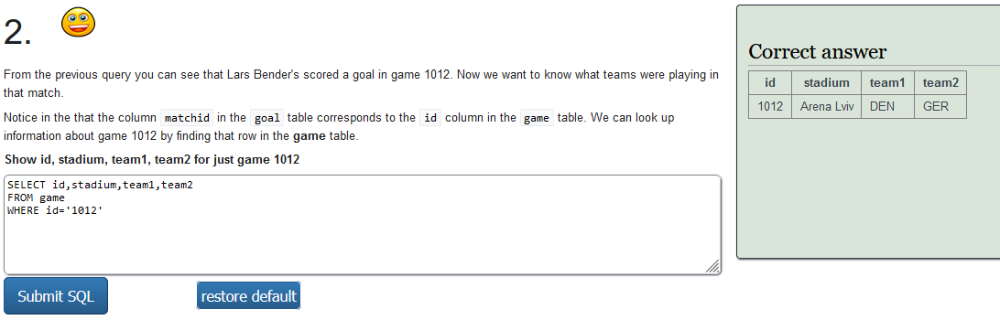 2.
From the previous query you can see that Lars Bender's scored a goal in game 1012. Now we want to know what teams were playing in
that match.
Notice in the that the column matchid in the goal table corresponds to the id column in the game table. We can look up
information about game 1012 by finding that row in the game table.
Show id, stadium, team1, team2 for just game 1012
SELECT id,stadium,team1,team2
FROM game
WHERE id='1012'
Submit SQL
restore default
Correct answer
id stadium team1 team2
1012 Arena Lviv DEN GER